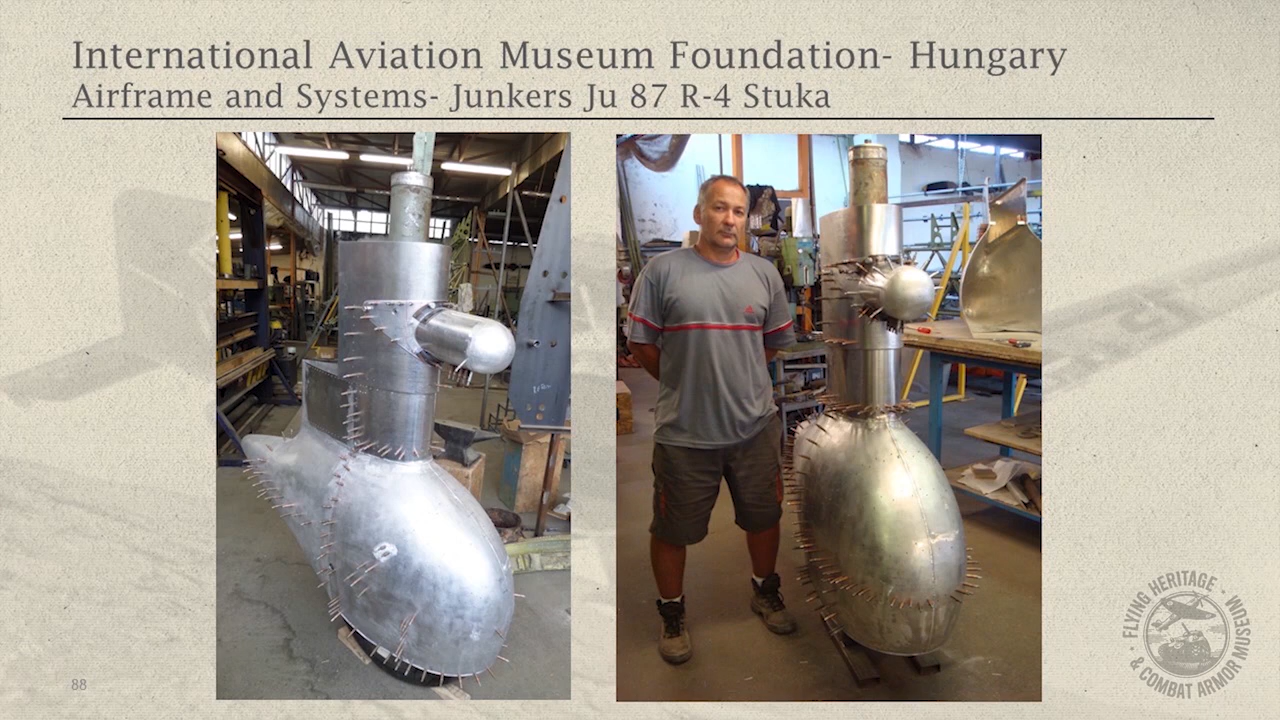 International Aviation Museum Foundation- Hungary
Airframe and Systems- Junkers Ju 87 R-4 Stuka
88
FLYING HERITAGE
& COMBAT ARMOR MUSEUM